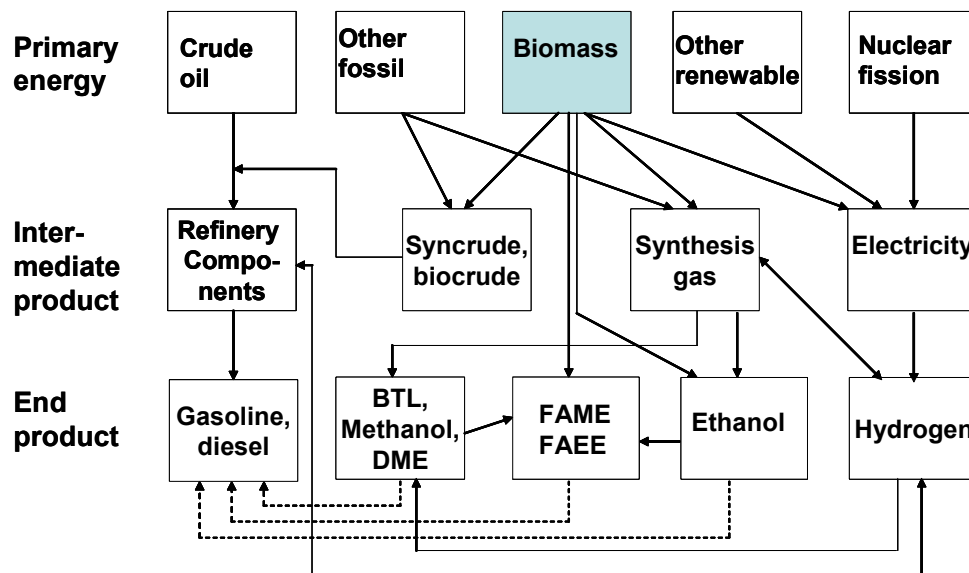 Primary
energy
Crude
oil
Other
fossil
Biomass
Other
renewable
Nuclear
fission
Inter-
mediate
product
Refinery
Compo-
nents
Syncrude,
biocrude
Synthesis
gas
Electricity
End
product
Gasoline,
diesel
BTL,
Methanol,
DME
FAME
FAEE
Ethanol
Hydrogen